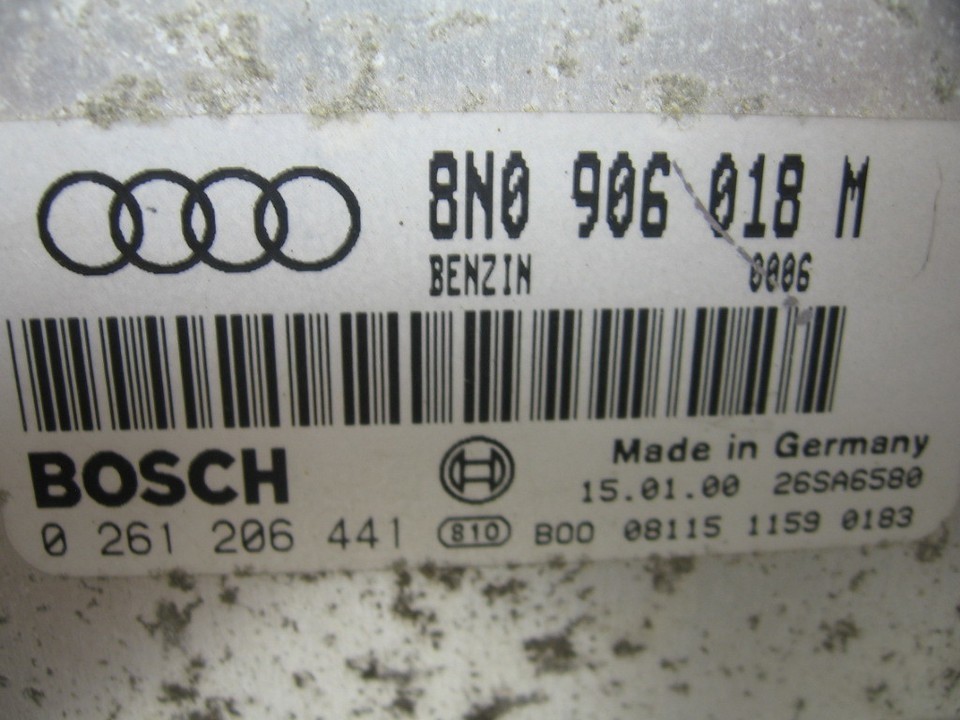 8N0 906 018 M
BENZIN 0006
BOSCH
Made in Germany
15.01.00 26SA6580
0 261 206 441 810 B00 08115 1159 0183